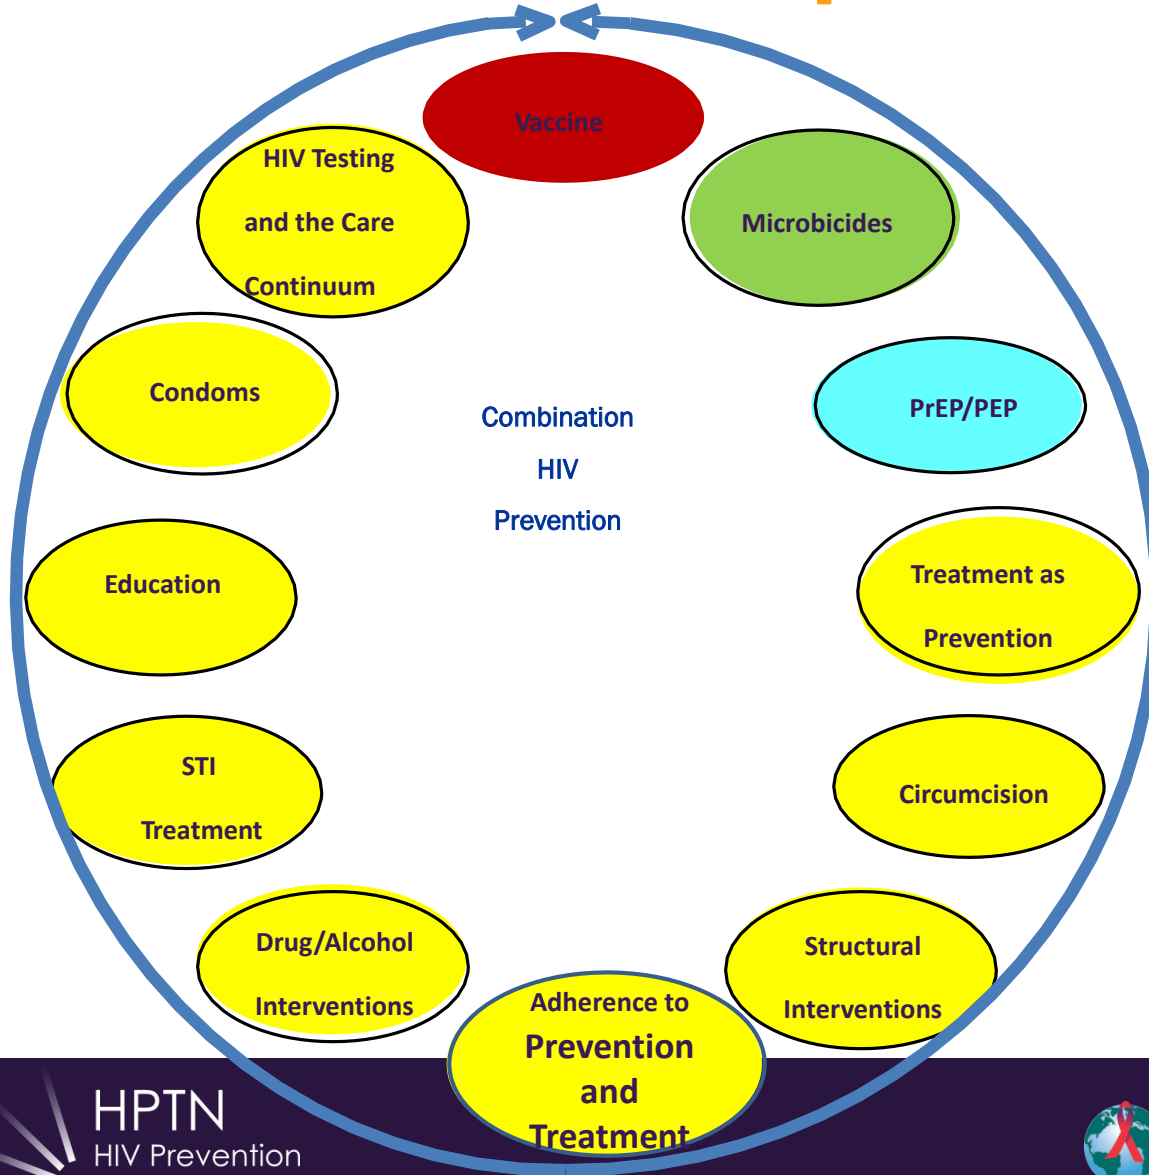 Vaccine
HIV Testing
and the Care
Continuum
Microbicides
Condoms
PrEP/PEP
Combination
HIV
Prevention
Education
Treatment as
Prevention
STI
Treatment
Circumcision
Drug/Alcohol
Interventions
Structural
Interventions
Adherence to
Prevention
and
Treatment
HPTN
HIV Prevention